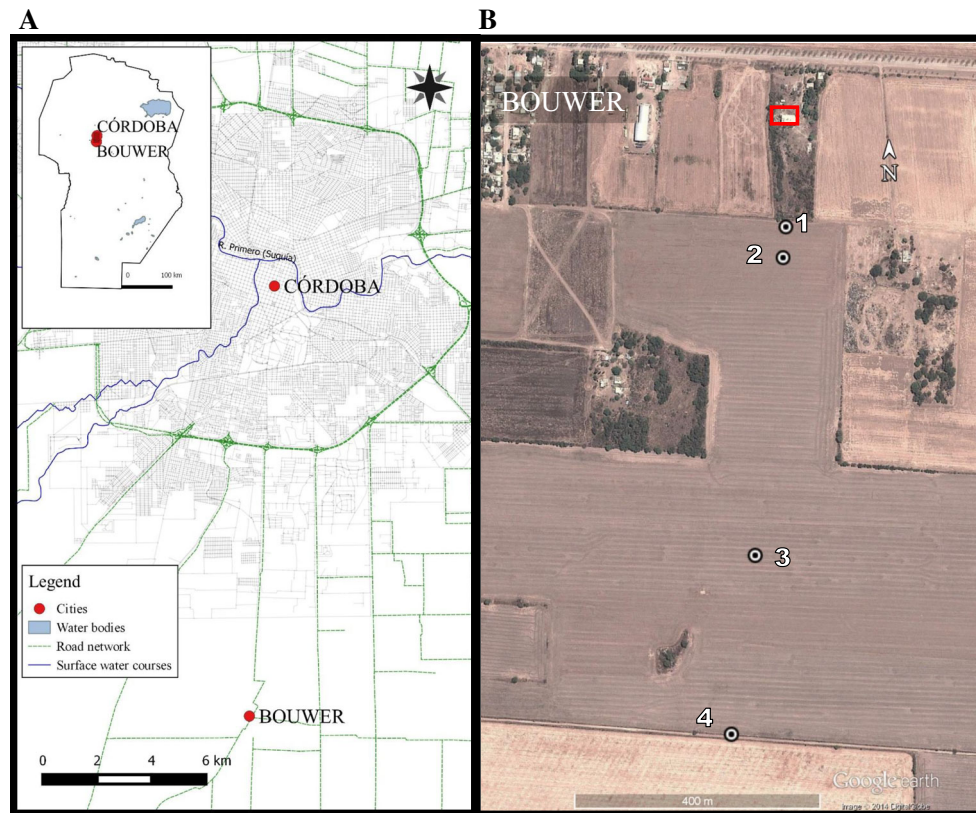 A
B
CÓRDOBA
BOUWER
0 100 km
R. Primero (Suquía)
CÓRDOBA
Legend
Cities
Water bodies
Road network
Surface water courses
BOUWER
0 2 4 6 km
BOUWER
N
1
2
3
4
Google earth
400 m
Image © 2014 DigitalGlobe